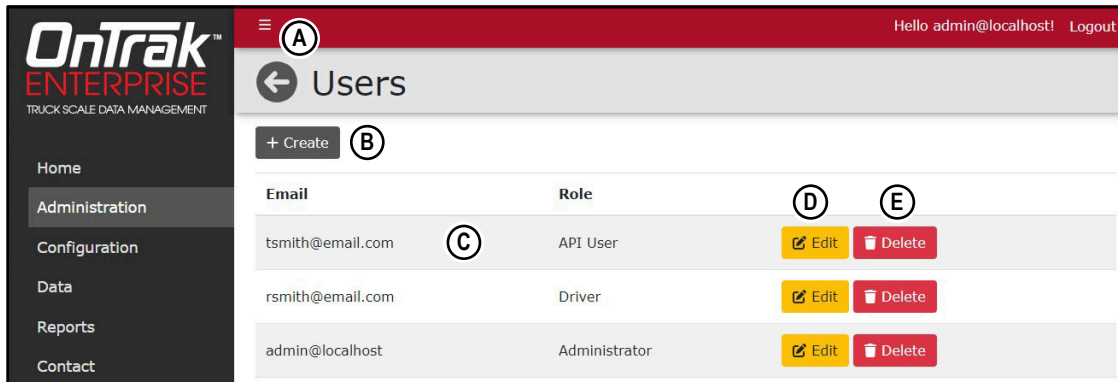 OnTrak™
ENTERPRISE
TRUCK SCALE DATA MANAGEMENT
Home
Administration
Configuration
Data
Reports
Contact
A
Hello admin@localhost! Logout
Users
+ Create B
Email Role D E
tsmith@email.com C API User Edit Delete
rsmith@email.com Driver Edit Delete
admin@localhost Administrator Edit Delete